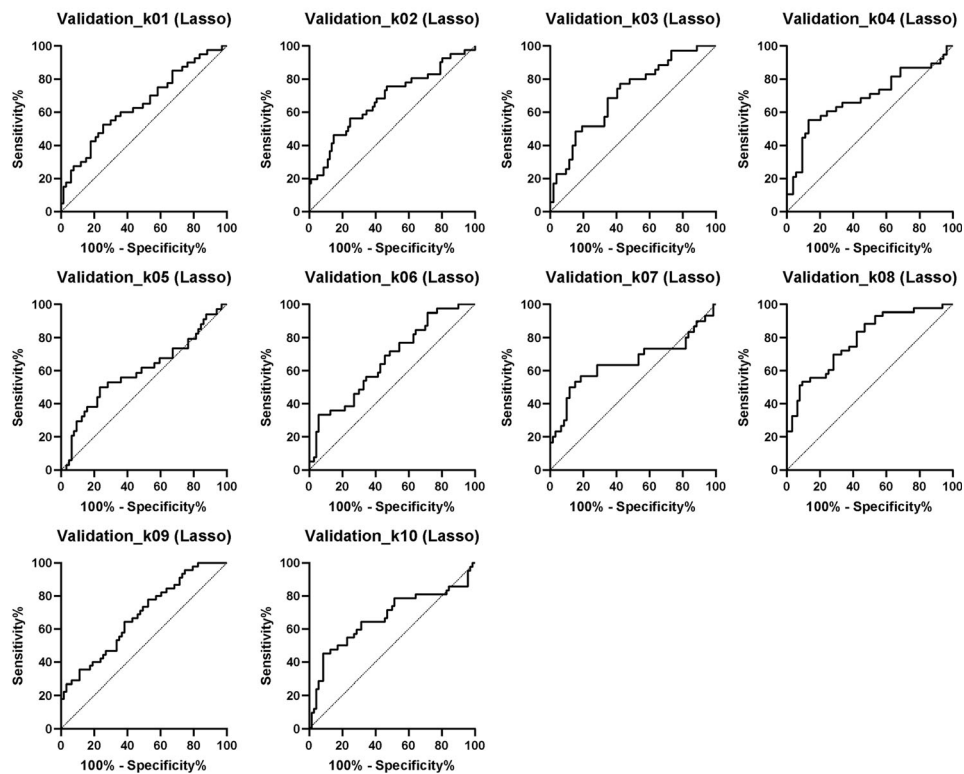 Validation_k01 (Lasso)
Validation_k02 (Lasso)
Validation_k03 (Lasso)
Validation_k04 (Lasso)
Sensitivity%
100
80
60
40
20
0
0 20 40 60 80 100
100% - Specificity%
Sensitivity%
100
80
60
40
20
0
0 20 40 60 80 100
100% - Specificity%
Sensitivity%
100
80
60
40
20
0
0 20 40 60 80 100
100% - Specificity%
Sensitivity%
100
80
60
40
20
0
0 20 40 60 80 100
100% - Specificity%
Validation_k05 (Lasso)
Validation_k06 (Lasso)
Validation_k07 (Lasso)
Validation_k08 (Lasso)
Sensitivity%
100
80
60
40
20
0
0 20 40 60 80 100
100% - Specificity%
Sensitivity%
100
80
60
40
20
0
0 20 40 60 80 100
100% - Specificity%
Sensitivity%
100
80
60
40
20
0
0 20 40 60 80 100
100% - Specificity%
Sensitivity%
100
80
60
40
20
0
0 20 40 60 80 100
100% - Specificity%
Validation_k09 (Lasso)
Validation_k10 (Lasso)
Sensitivity%
100
80
60
40
20
0
0 20 40 60 80 100
100% - Specificity%
Sensitivity%
100
80
60
40
20
0
0 20 40 60 80 100
100% - Specificity%